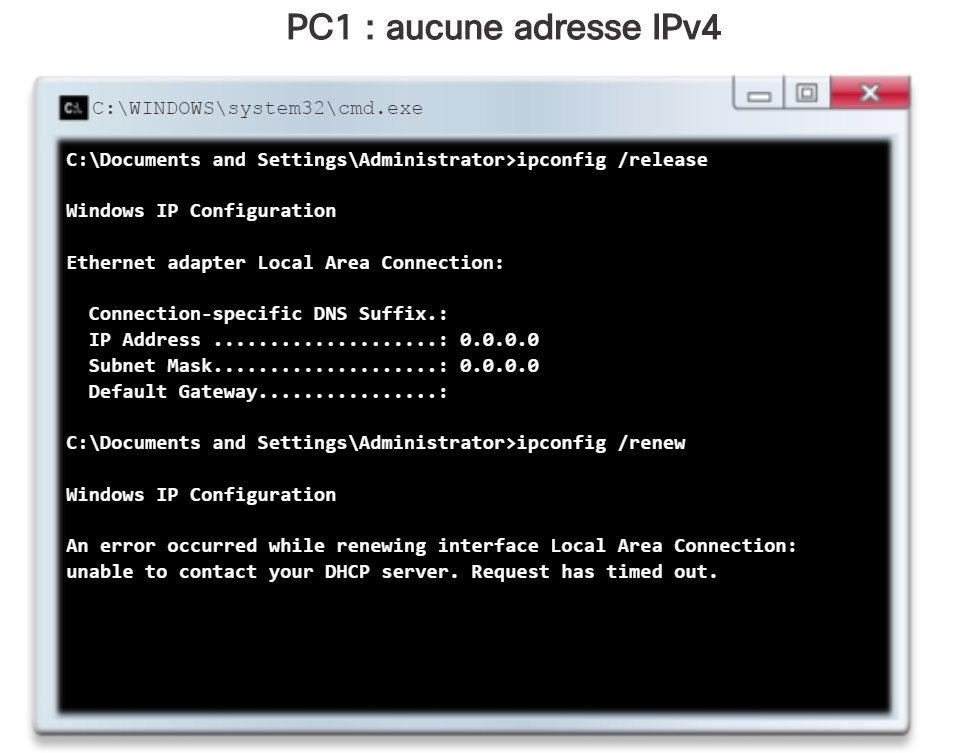 PC1 : aucune adresse IPv4
C:\WINDOWS\system32\cmd.exe
C:\Documents and Settings\Administrator>ipconfig /release
Windows IP Configuration
Ethernet adapter Local Area Connection:
Connection-specific DNS Suffix.:
IP Address ....................: 0.0.0.0
Subnet Mask....................: 0.0.0.0
Default Gateway................:
C:\Documents and Settings\Administrator>ipconfig /renew
Windows IP Configuration
An error occurred while renewing interface Local Area Connection:
unable to contact your DHCP server. Request has timed out.